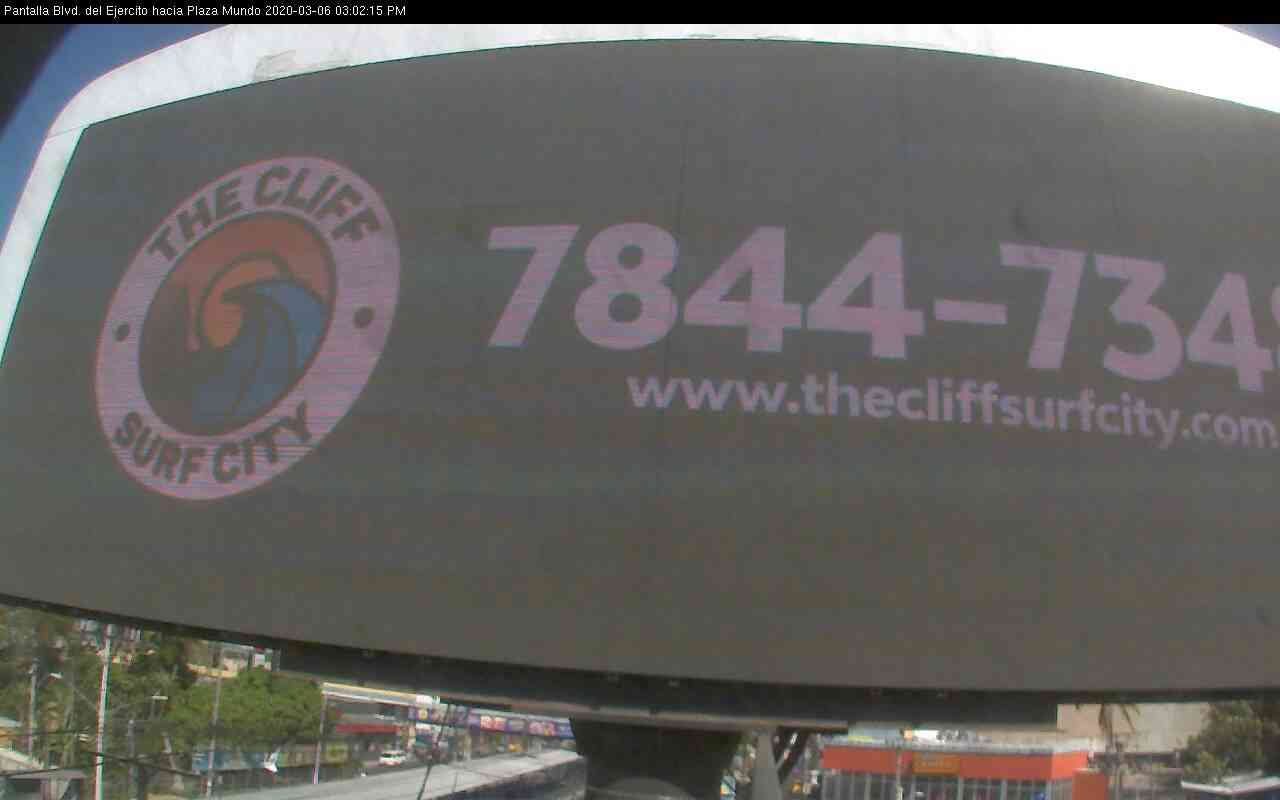 Pantalla Blvd. del Ejercito hacia Plaza Mundo 2020-03-06 03:02:15 PM
THE CLIFF
SURF CITY
7844-7348
www.thecliffsurfcity.com